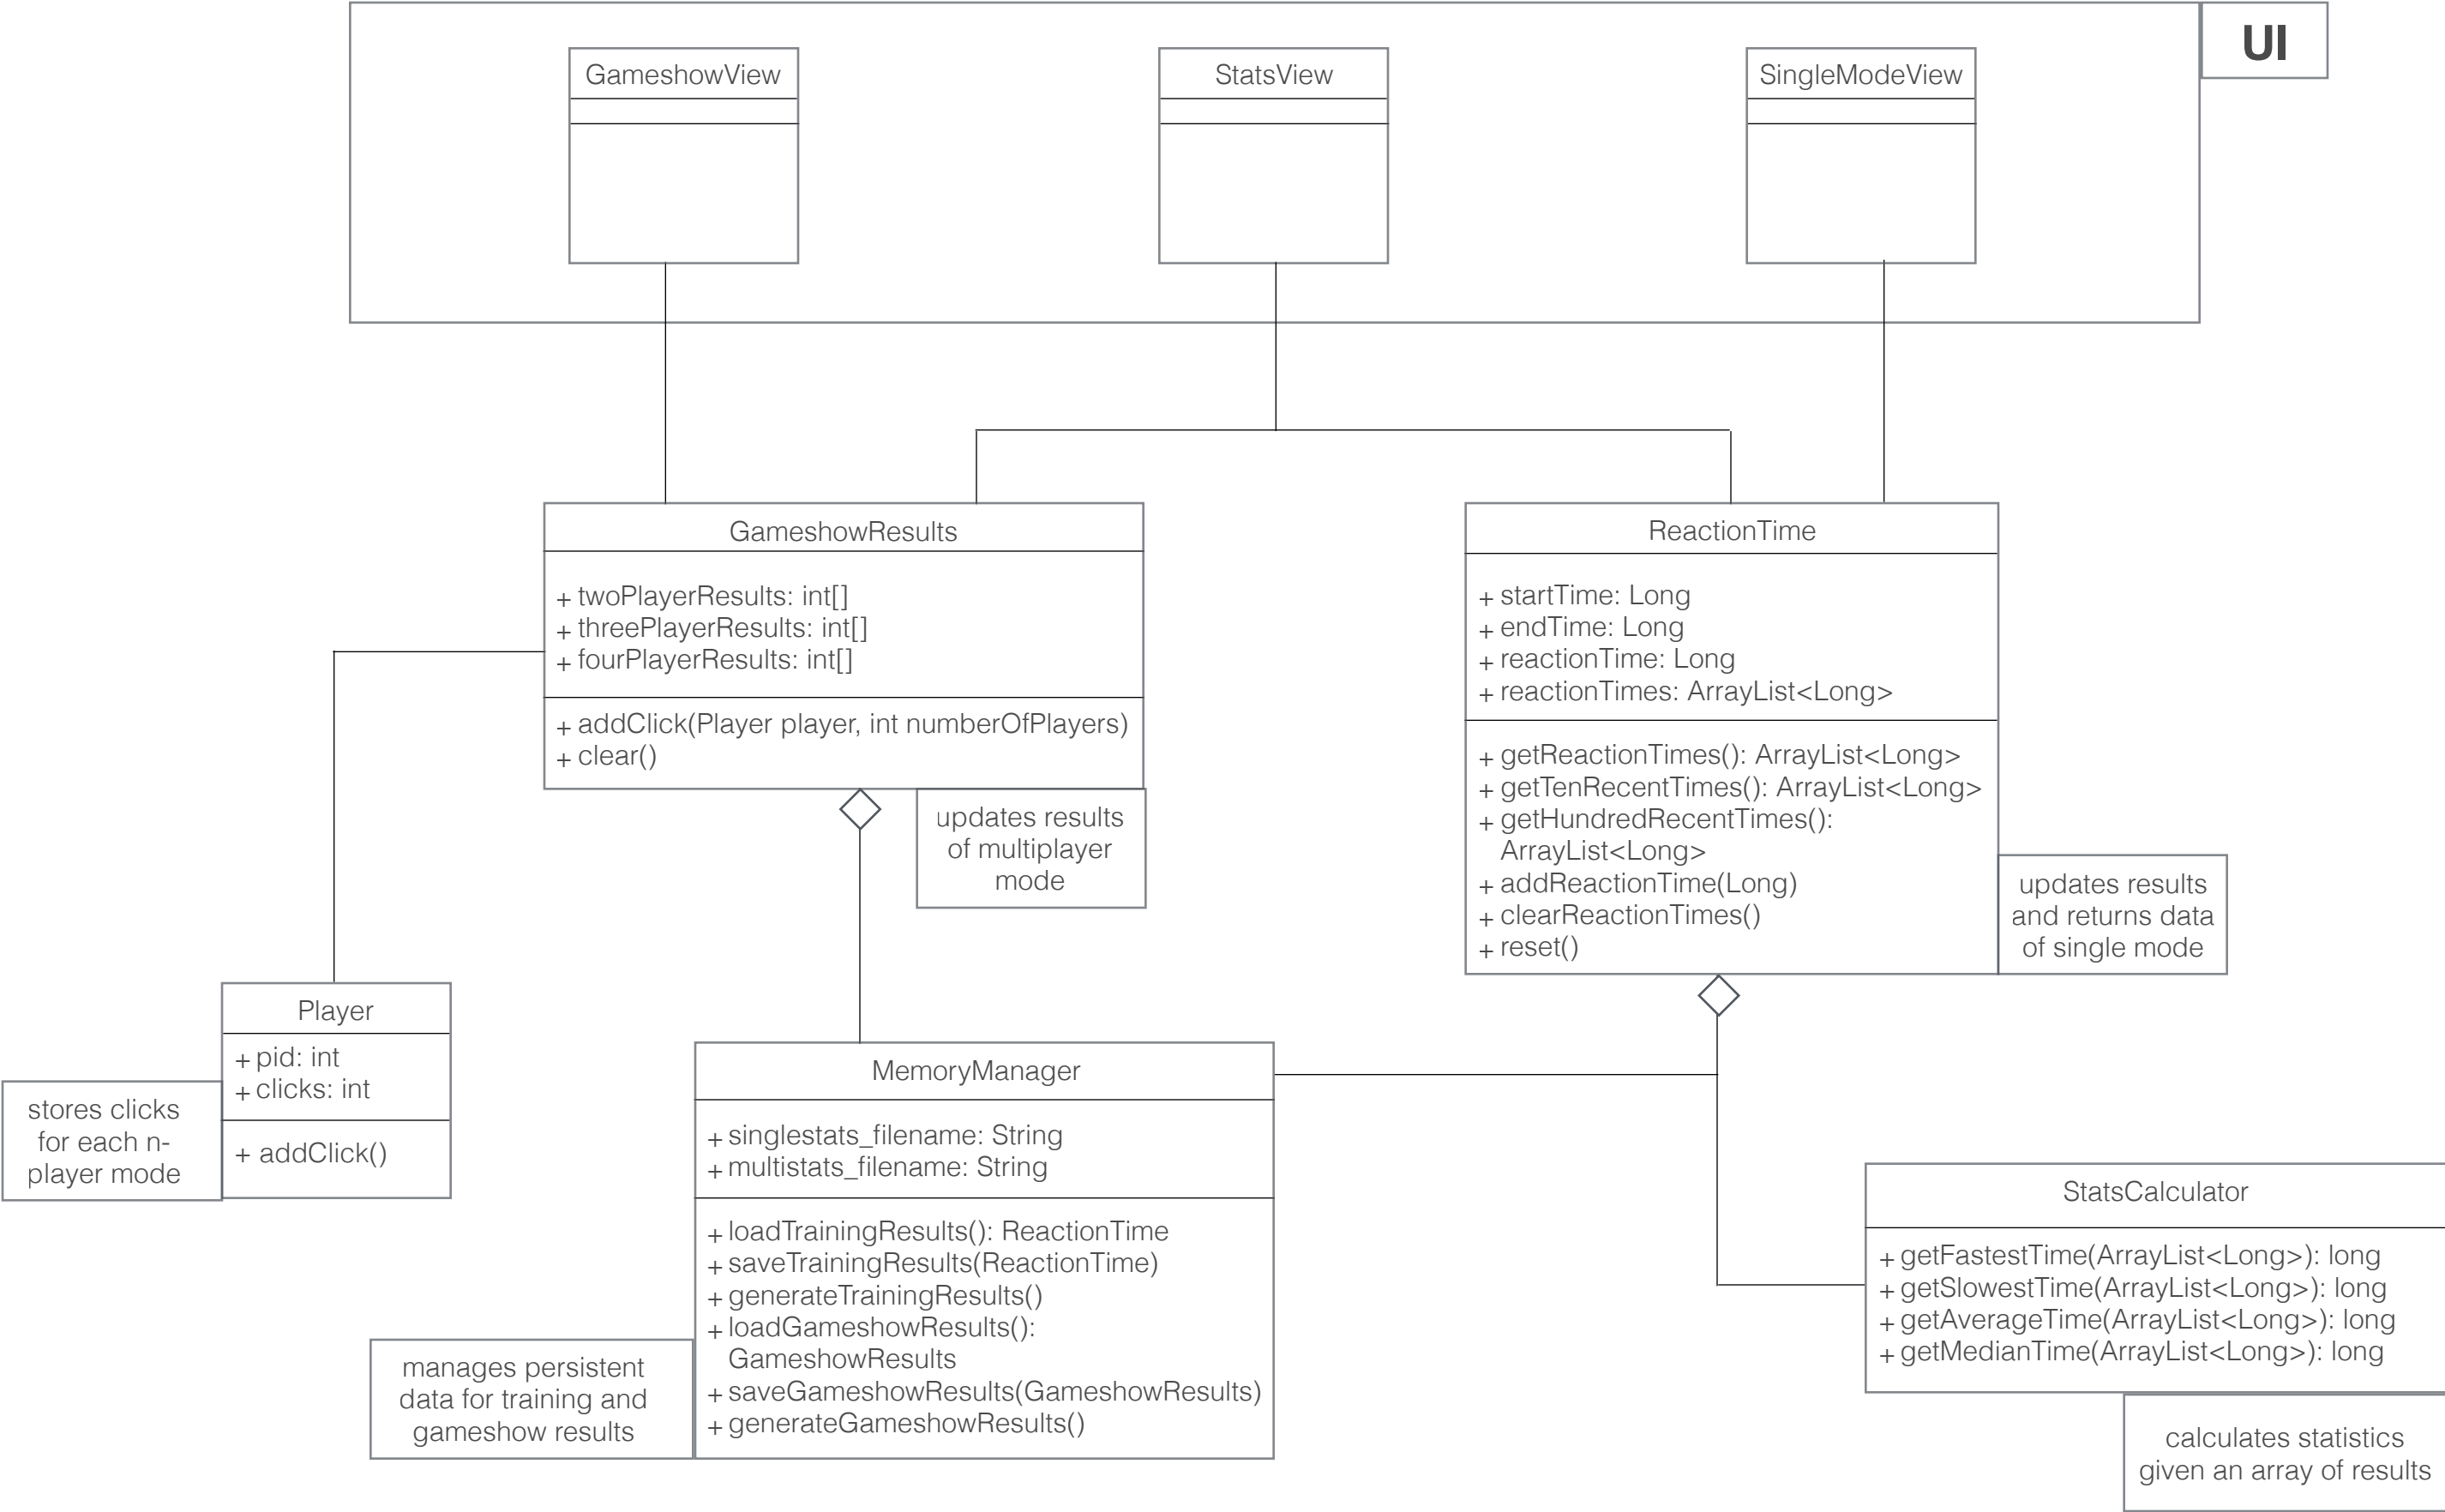 UI
GameshowView
StatsView
SingleModeView
GameshowResults
+ twoPlayerResults: int[]
+ threePlayerResults: int[]
+ fourPlayerResults: int[]
+ addClick(Player player, int numberOfPlayers)
+ clear()
updates results
of multiplayer
mode
ReactionTime
+ startTime: Long
+ endTime: Long
+ reactionTime: Long
+ reactionTimes: ArrayList<Long>
+ getReactionTimes(): ArrayList<Long>
+ getTenRecentTimes(): ArrayList<Long>
+ getHundredRecentTimes():
ArrayList<Long>
+ addReactionTime(Long)
+ clearReactionTimes()
+ reset()
updates results
and returns data
of single mode
Player
+ pid: int
+ clicks: int
+ addClick()
stores clicks
for each n-
player mode
MemoryManager
+ singlestats_filename: String
+ multistats_filename: String
+ loadTrainingResults(): ReactionTime
+ saveTrainingResults(ReactionTime)
+ generateTrainingResults()
+ loadGameshowResults():
GameshowResults
+ saveGameshowResults(GameshowResults)
+ generateGameshowResults()
manages persistent
data for training and
gameshow results
StatsCalculator
+ getFastestTime(ArrayList<Long>): long
+ getSlowestTime(ArrayList<Long>): long
+ getAverageTime(ArrayList<Long>): long
+ getMedianTime(ArrayList<Long>): long
calculates statistics
given an array of results